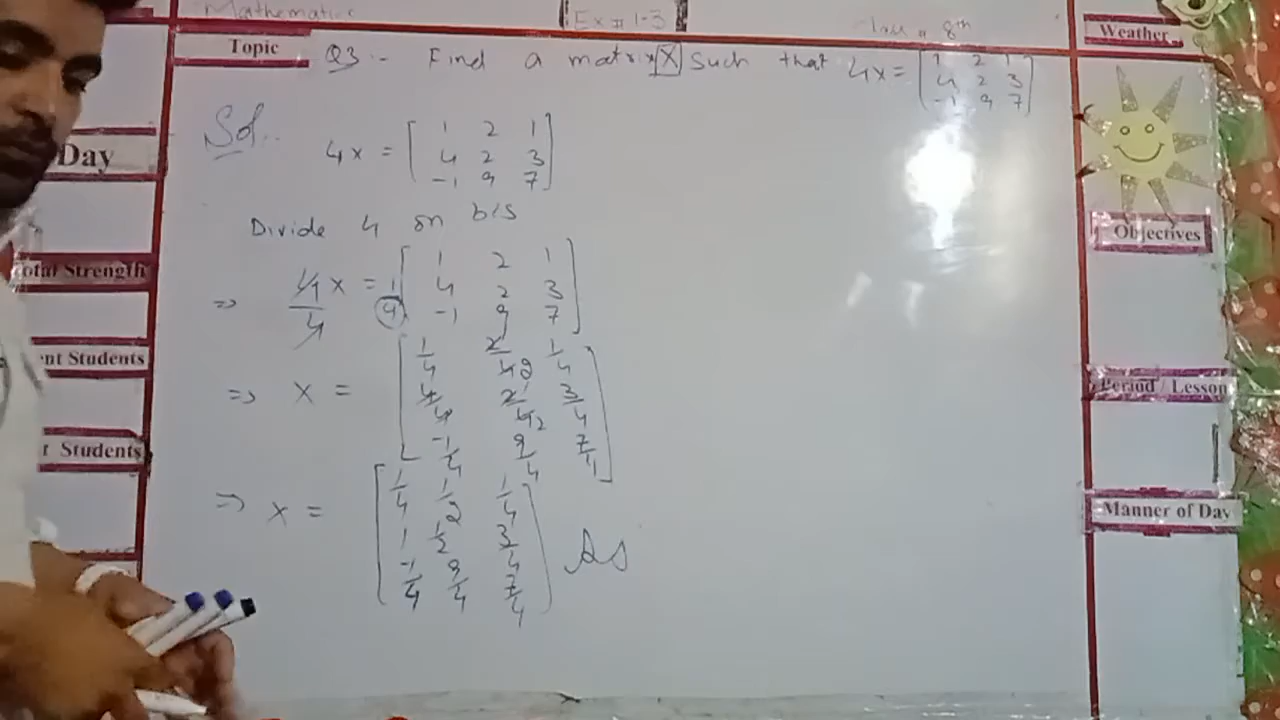 Mathematics
Ex # 1-3
8th
Topic
Weather
Q3:- Find a matrix X such that 4x = [1 2 1
4 2 3
-1 9 7]
Sol:-
4x = [1 2 1
4 2 3
-1 9 7]
Day
Divide 4 on b/s
Objectives
=> 4/4 x = 1/4 [1 2 1
4 2 3
-1 9 7]
Total Strength
=> x = [1/4 2/4 2 1/4
4/4 2/4 1 2 3/4
-1/4 9/4 7/4]
ent Students
Period / Lesson
t Students
=> x = [1/4 1/2 1/4
1 1/2 3/4
-1/4 9/4 7/4]
Manner of Day